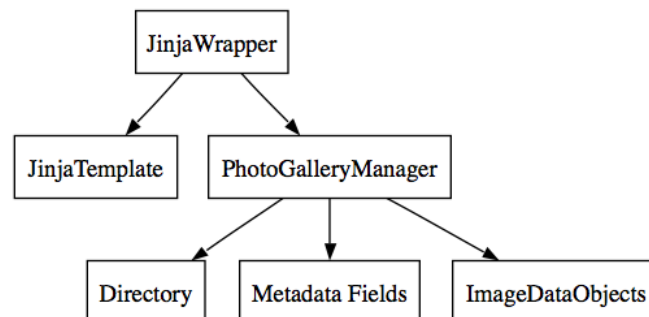 JinjaWrapper
JinjaTemplate
PhotoGalleryManager
Directory
Metadata Fields
ImageDataObjects